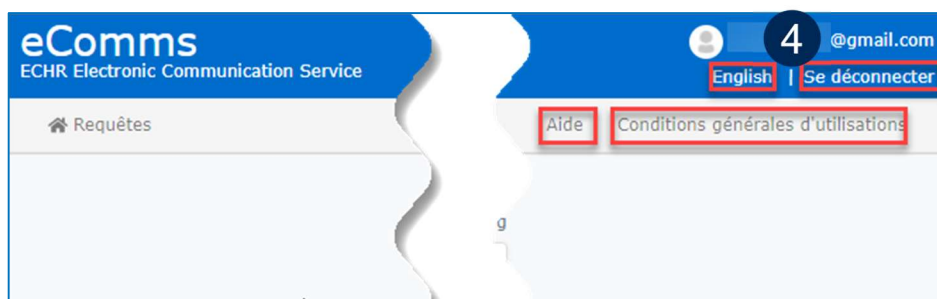 eComms
ECHR Electronic Communication Service
4 @gmail.com
English | Se déconnecter
Requêtes
Aide Conditions générales d'utilisations
g